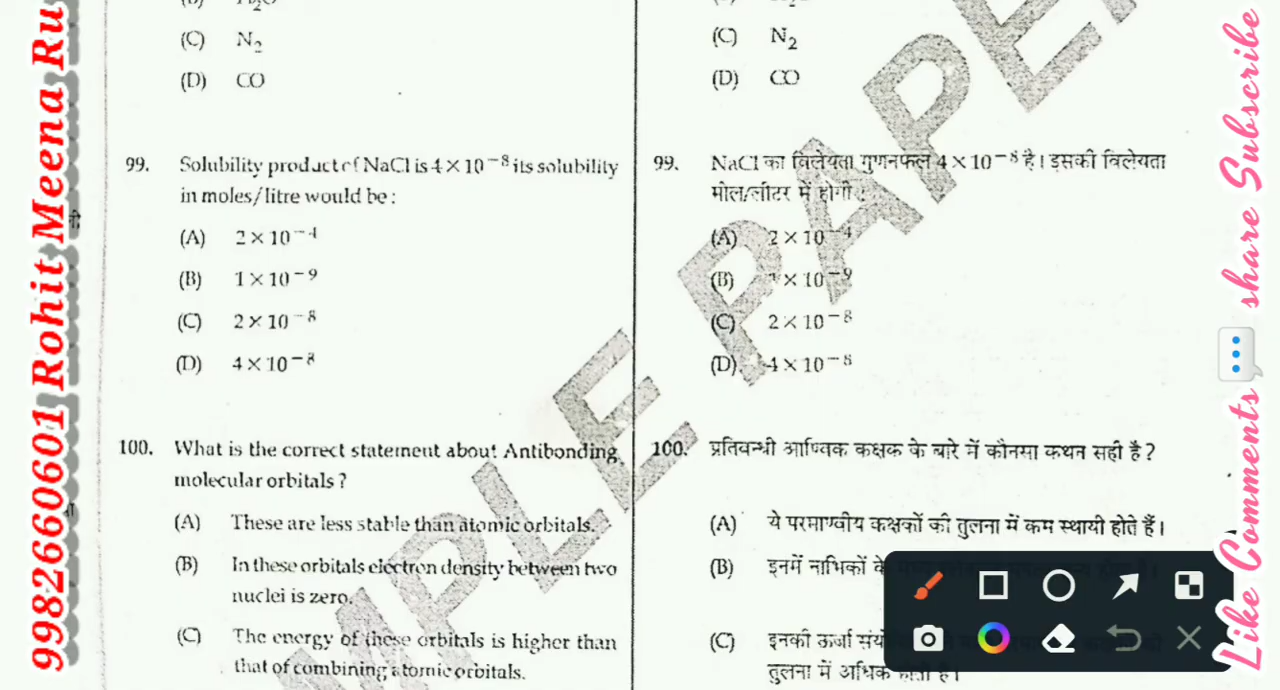 9982660601 Rohit Meena Ru
(C) N₂
(D) CO
99. Solubility product of NaCl is 4 × 10⁻⁸ its solubility
in moles/litre would be :
(A) 2 × 10⁻⁴
(B) 1 × 10⁻⁹
(C) 2 × 10⁻⁸
(D) 4 × 10⁻⁸
100. What is the correct statement about Antibonding
molecular orbitals ?
(A) These are less stable than atomic orbitals.
(B) In these orbitals electron density between two
nuclei is zero.
(C) The energy of these orbitals is higher than
that of combining atomic orbitals.
(C) N₂
(D) CO
99. NaCl का विलेयता गुणनफल 4 × 10⁻⁸ है। इसकी विलेयता
मोल/लीटर में होगी :
(A) 2 × 10⁻⁴
(B) 1 × 10⁻⁹
(C) 2 × 10⁻⁸
(D) 4 × 10⁻⁸
100. प्रतिबन्धी आण्विक कक्षक के बारे में कौनसा कथन सही है ?
(A) ये परमाण्वीय कक्षकों की तुलना में कम स्थायी होते हैं।
(B) इनमें नाभिकों के
(C) इनकी ऊर्जा
तुलना में अधिक होती है।
MPLE PAPER
Like Comments 💬 share Subscribe